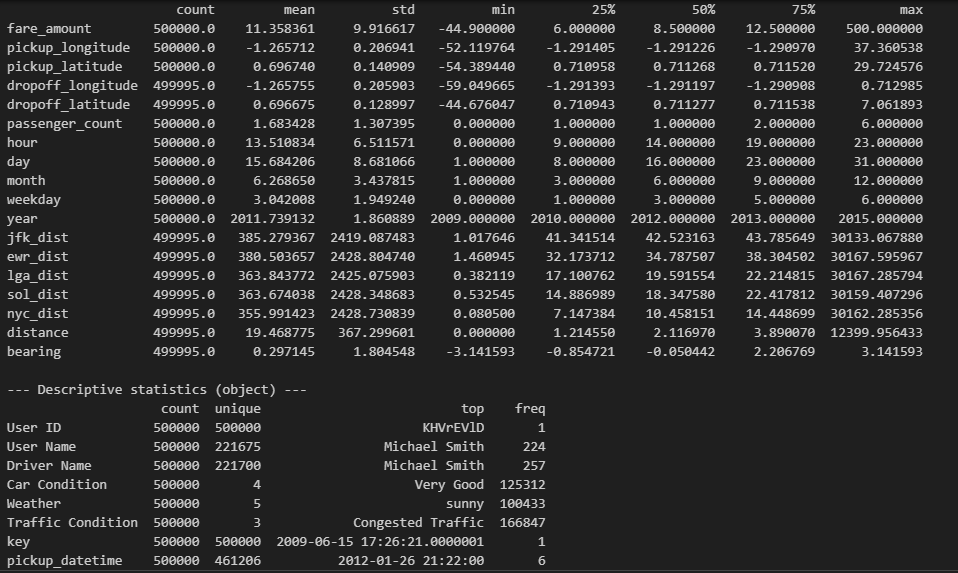 count mean std min 25% 50% 75% max
fare_amount 500000.0 11.358361 9.916617 -44.900000 6.000000 8.500000 12.500000 500.000000
pickup_longitude 500000.0 -1.265712 0.206941 -52.119764 -1.291405 -1.291226 -1.290970 37.360538
pickup_latitude 500000.0 0.696740 0.140909 -54.389440 0.710958 0.711268 0.711520 29.724576
dropoff_longitude 499995.0 -1.265755 0.205903 -59.049665 -1.291393 -1.291197 -1.290908 0.712985
dropoff_latitude 499995.0 0.696675 0.128997 -44.676047 0.710943 0.711277 0.711538 7.061893
passenger_count 500000.0 1.683428 1.307395 0.000000 1.000000 1.000000 2.000000 6.000000
hour 500000.0 13.510834 6.511571 0.000000 9.000000 14.000000 19.000000 23.000000
day 500000.0 15.684206 8.681066 1.000000 8.000000 16.000000 23.000000 31.000000
month 500000.0 6.268650 3.437815 1.000000 3.000000 6.000000 9.000000 12.000000
weekday 500000.0 3.042008 1.949240 0.000000 1.000000 3.000000 5.000000 6.000000
year 500000.0 2011.739132 1.860889 2009.000000 2010.000000 2012.000000 2013.000000 2015.000000
jfk_dist 499995.0 385.279367 2419.087483 1.017646 41.341514 42.523163 43.785649 30133.067880
ewr_dist 499995.0 380.503657 2428.804740 1.460945 32.173712 34.787507 38.304502 30167.595967
lga_dist 499995.0 363.843772 2425.075903 0.382119 17.100762 19.591554 22.214815 30167.285794
sol_dist 499995.0 363.674038 2428.348683 0.532545 14.886989 18.347580 22.417812 30159.407296
nyc_dist 499995.0 355.991423 2428.730839 0.080500 7.147384 10.458151 14.448699 30162.285356
distance 499995.0 19.468775 367.299601 0.000000 1.214550 2.116970 3.890070 12399.956433
bearing 499995.0 0.297145 1.804548 -3.141593 -0.854721 -0.050442 2.206769 3.141593
--- Descriptive statistics (object) ---
count unique top freq
User ID 500000 500000 KHVrEVlD 1
User Name 500000 221675 Michael Smith 224
Driver Name 500000 221700 Michael Smith 257
Car Condition 500000 4 Very Good 125312
Weather 500000 5 sunny 100433
Traffic Condition 500000 3 Congested Traffic 166847
key 500000 500000 2009-06-15 17:26:21.0000001 1
pickup_datetime 500000 461206 2012-01-26 21:22:00 6